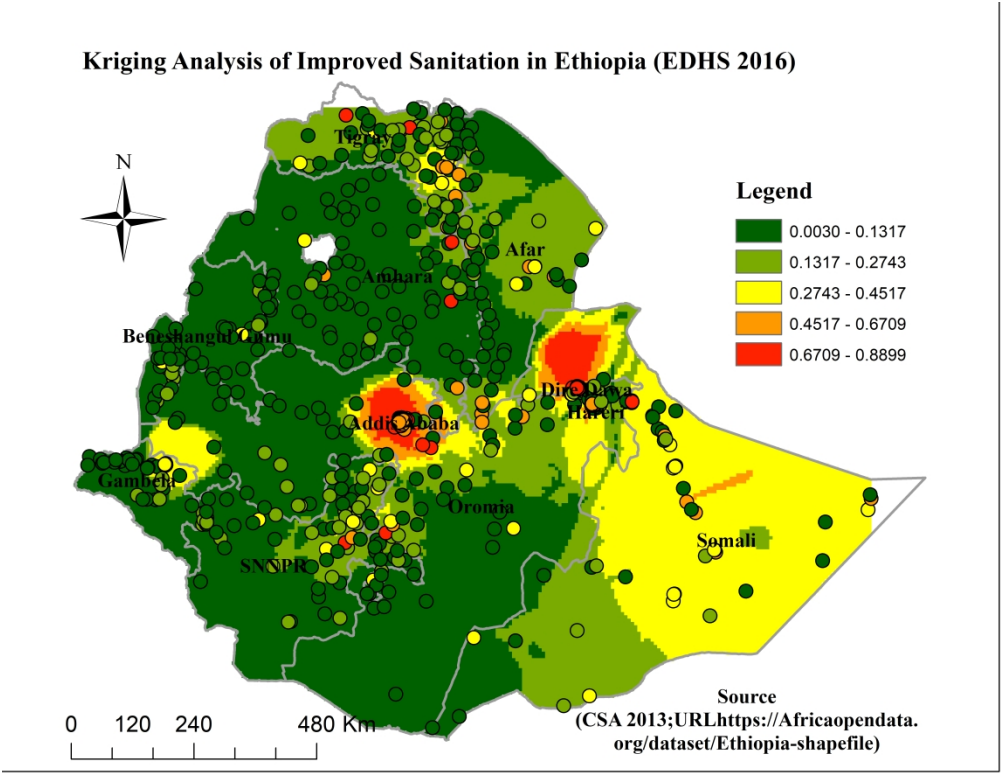 Kriging Analysis of Improved Sanitation in Ethiopia (EDHS 2016)
N
Legend
0.0030 - 0.1317
0.1317 - 0.2743
0.2743 - 0.4517
0.4517 - 0.6709
0.6709 - 0.8899
Tigray
Afar
Amhara
Beneshangul Gumu
Dire Dawa
Hareri
Addis Ababa
Gambela
Oromia
Somali
SNNPR
Source
(CSA 2013;URLhttps://Africaopendata.
org/dataset/Ethiopia-shapefile)
0 120 240 480 Km